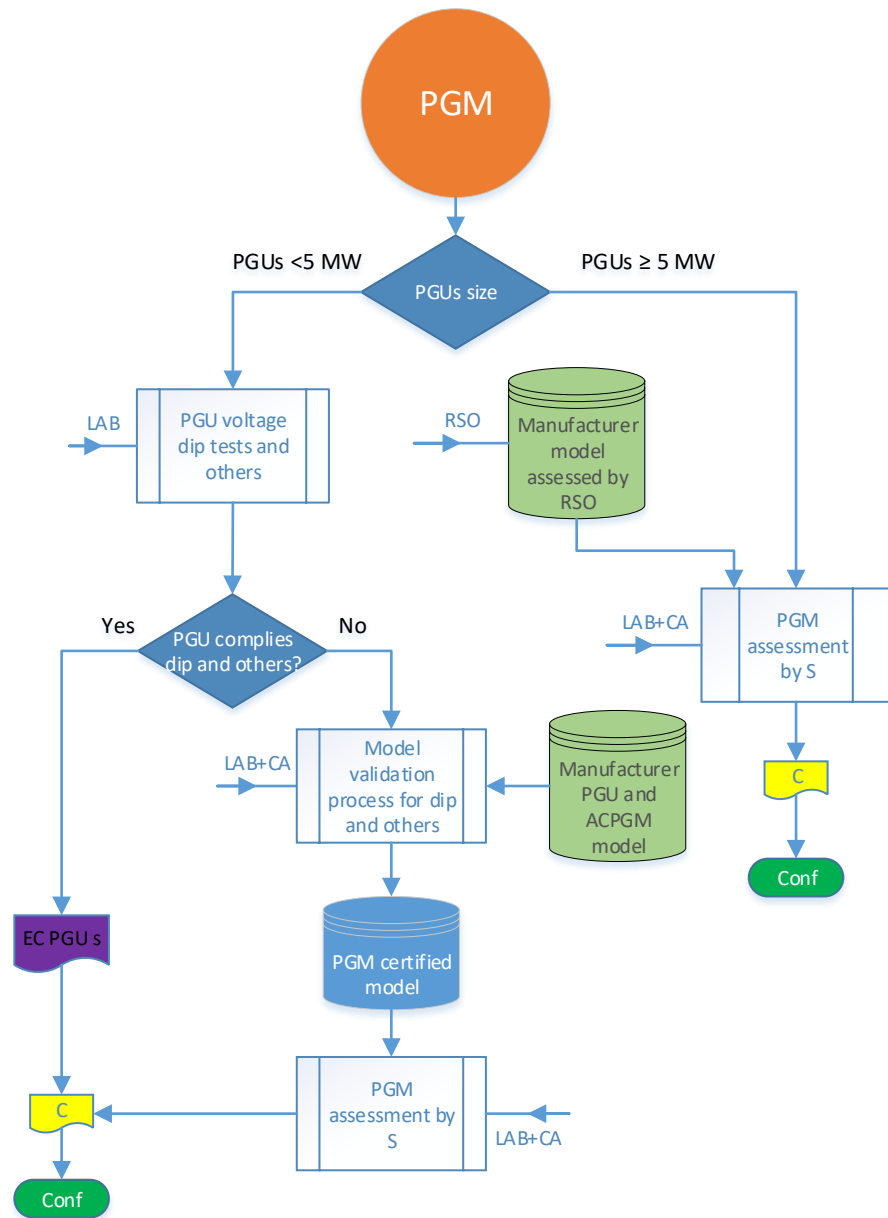 PGM
PGUs <5 MW
PGUs ≥ 5 MW
PGUs size
LAB
PGU voltage
dip tests and
others
RSO
Manufacturer
model
assessed by
RSO
Yes
PGU complies
dip and others?
No
LAB+CA
PGM
assessment
by S
LAB+CA
Model
validation
process for dip
and others
Manufacturer
PGU and
ACPGM
model
C
Conf
EC PGU s
PGM certified
model
C
PGM
assessment by
S
LAB+CA
Conf